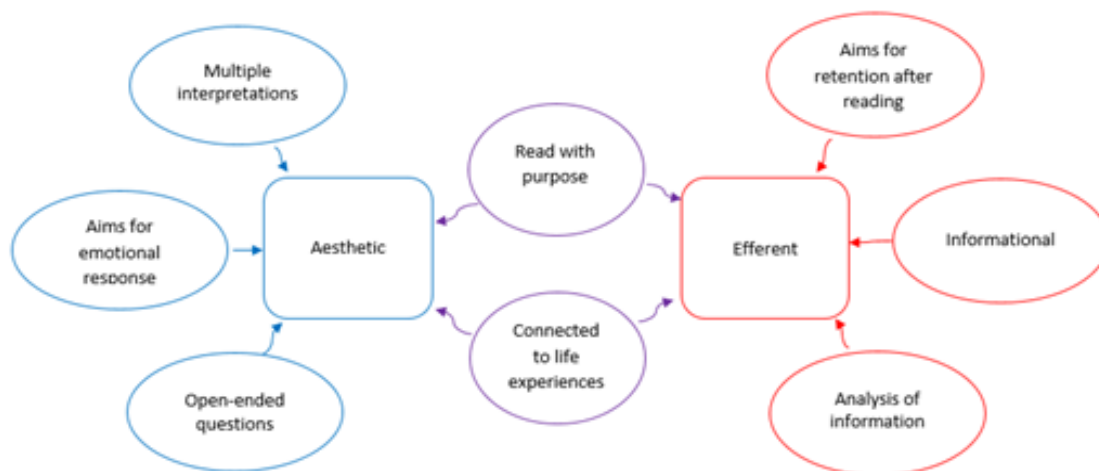 Multiple
interpretations
Aims for
retention after
reading
Read with
purpose
Aims for
emotional
response
Aesthetic
Efferent
Informational
Connected
to life
experiences
Open-ended
questions
Analysis of
information